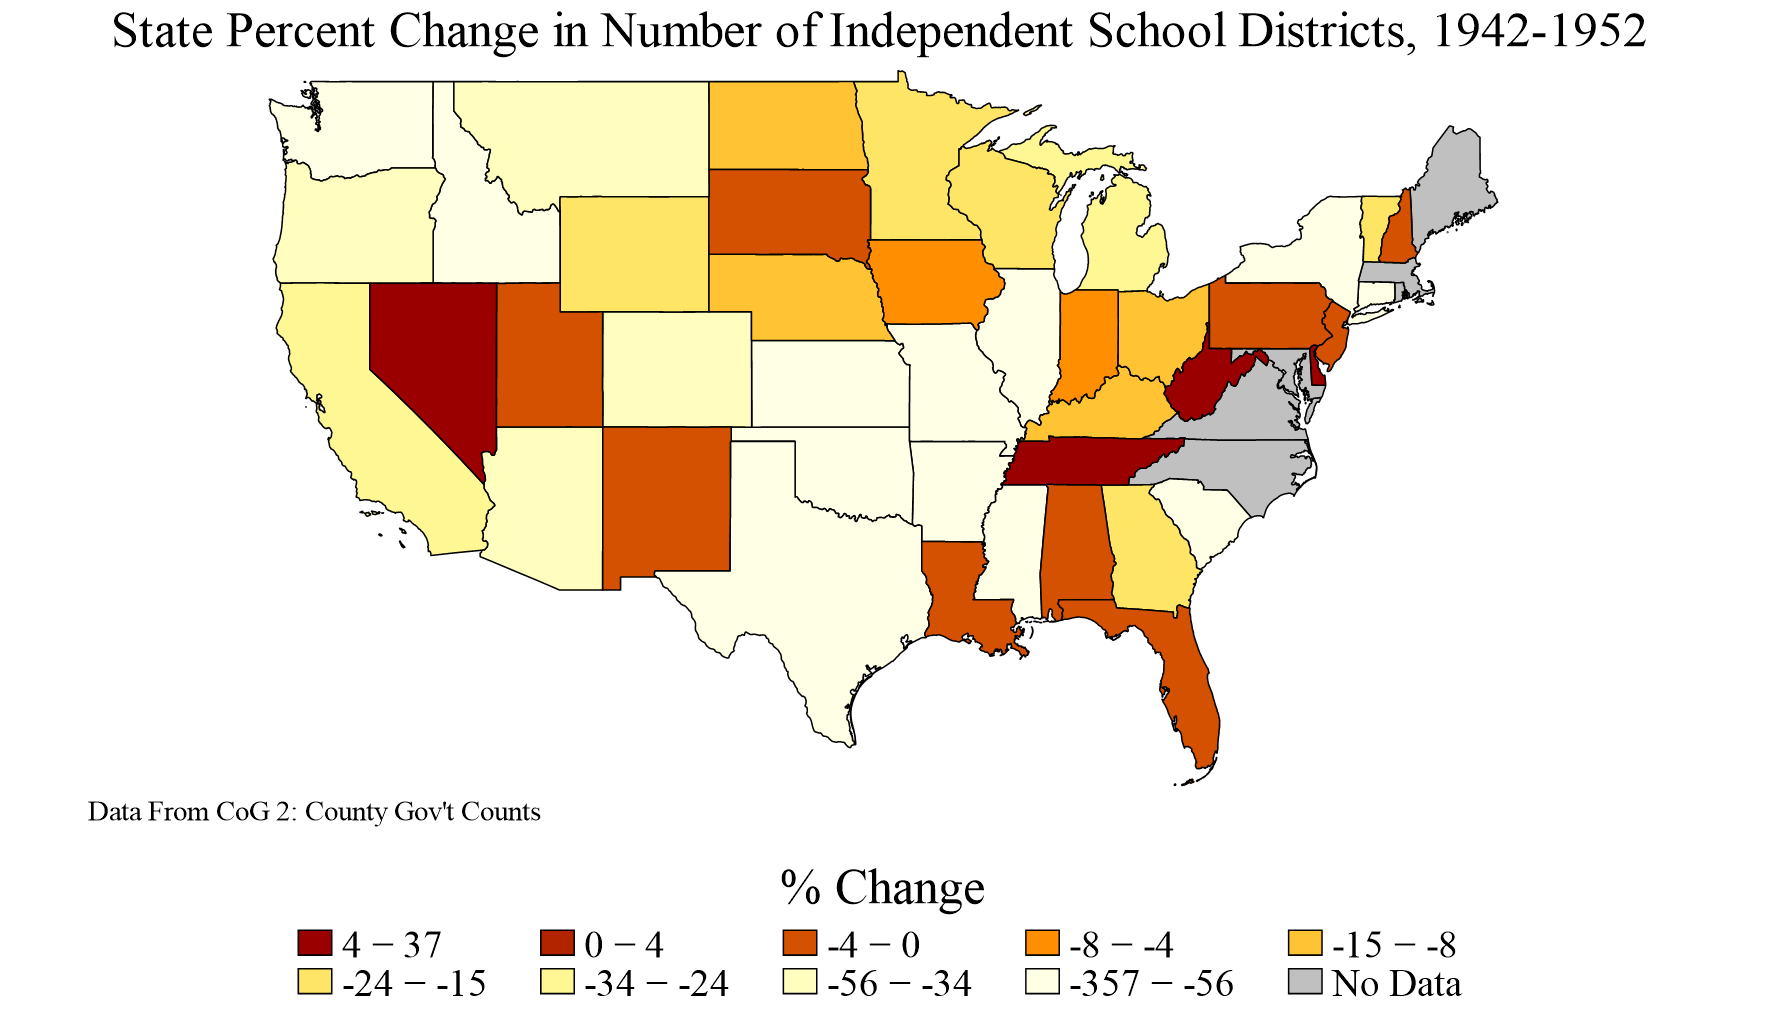 State Percent Change in Number of Independent School Districts, 1942-1952
Data From CoG 2: County Gov't Counts
% Change
4 − 37
0 − 4
-4 − 0
-8 − -4
-15 − -8
-24 − -15
-34 − -24
-56 − -34
-357 − -56
No Data